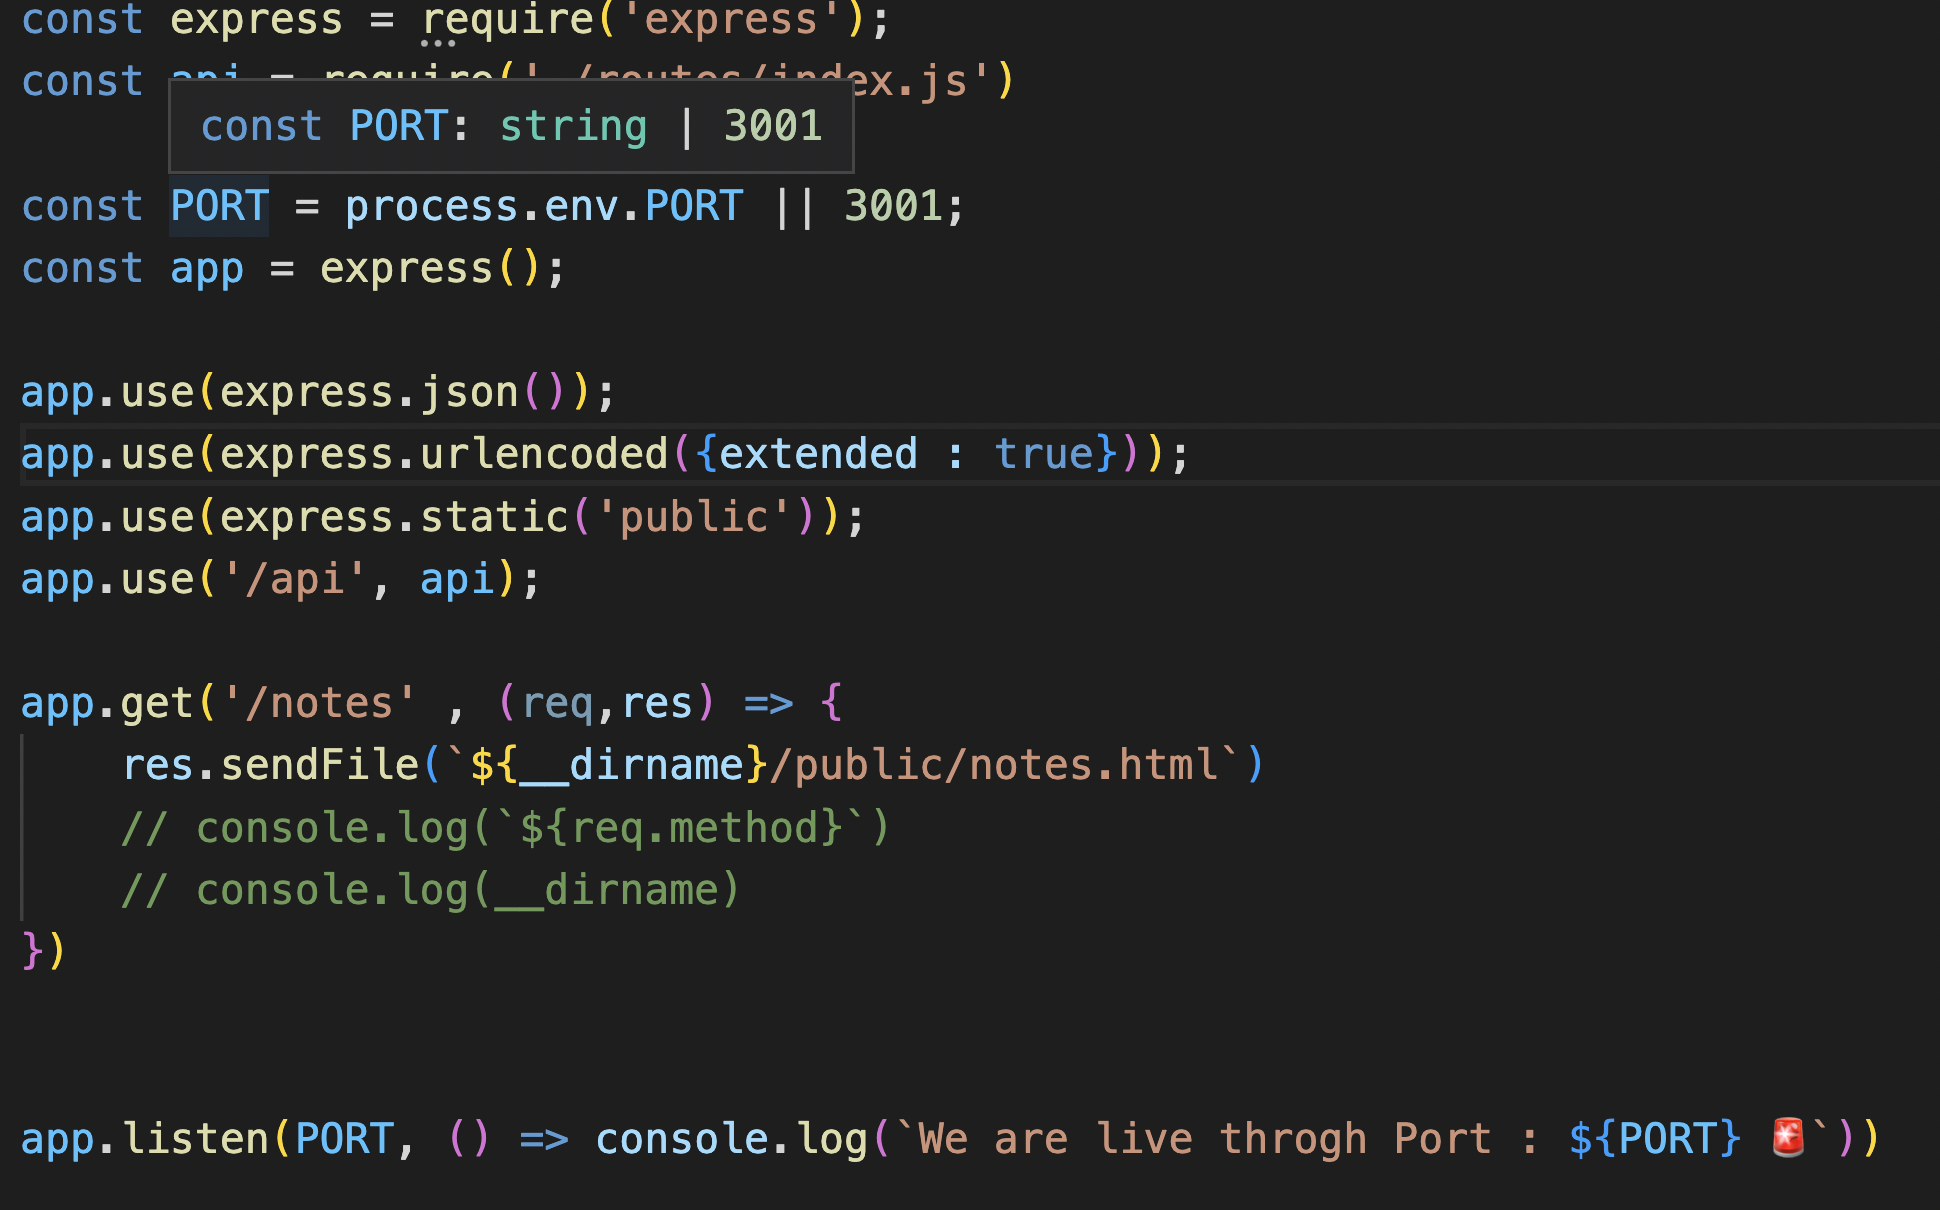 const express = require('express');
const api = require('./routes/index.js')
const PORT: string | 3001
const PORT = process.env.PORT || 3001;
const app = express();
app.use(express.json());
app.use(express.urlencoded({extended : true}));
app.use(express.static('public'));
app.use('/api', api);
app.get('/notes' , (req,res) => {
res.sendFile(`${__dirname}/public/notes.html`)
// console.log(`${req.method}`)
// console.log(__dirname)
})
app.listen(PORT, () => console.log(`We are live throgh Port : ${PORT} 🚨`))